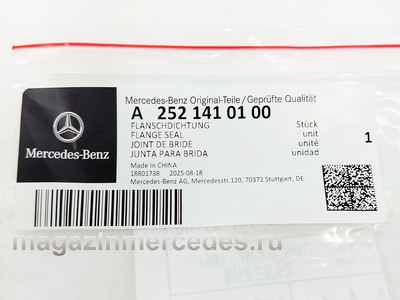 Mercedes-Benz Original-Teile/Geprüfte Qualität
A 252 141 01 00
FLANSCHDICHTUNG Stück
FLANGE SEAL unit
JOINT DE BRIDE unité
JUNTA PARA BRIDA unidad
1
Made in CHINA
18801738 2025-08-18
Mercedes-Benz AG, Mercedesstr.120, 70372 Stuttgart, DE
Mercedes-Benz
magazinmercedes.ru